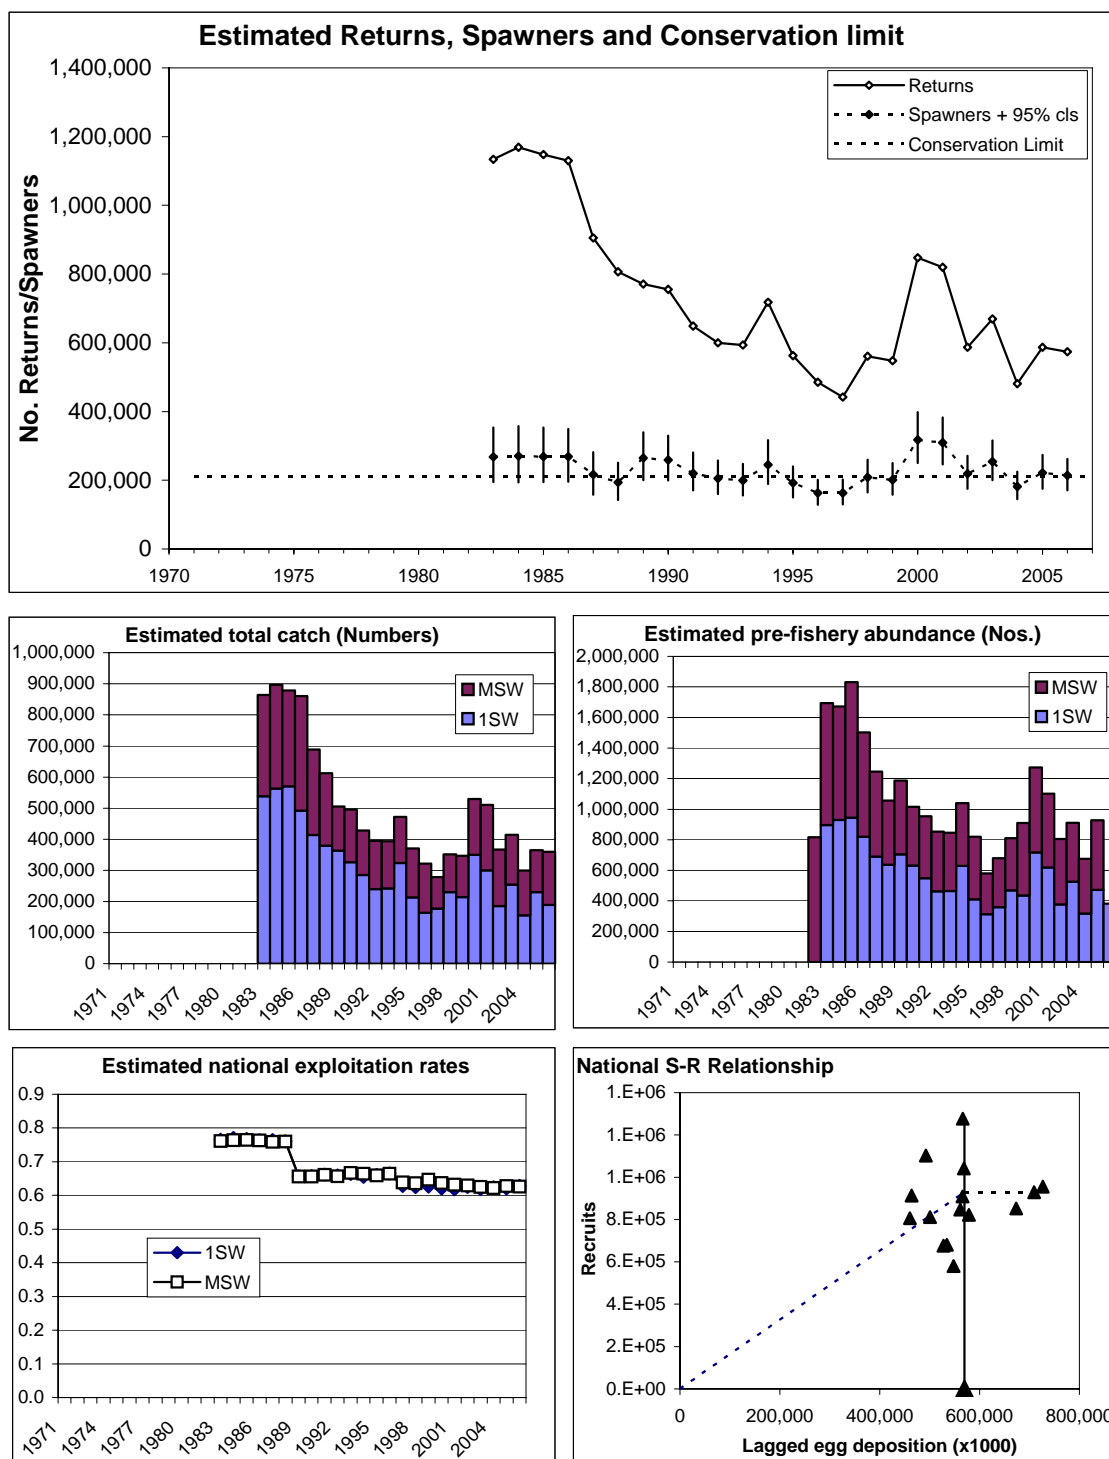 Estimated Returns, Spawners and Conservation limit
No. Returns/Spawners
1,400,000
1,200,000
1,000,000
800,000
600,000
400,000
200,000
0
Returns
Spawners + 95% cls
Conservation Limit
1970 1975 1980 1985 1990 1995 2000 2005
Estimated total catch (Numbers)
1,000,000
900,000
800,000
700,000
600,000
500,000
400,000
300,000
200,000
100,000
0
MSW
1SW
1971 1974 1977 1980 1983 1986 1989 1992 1995 1998 2001 2004
Estimated pre-fishery abundance (Nos.)
2,000,000
1,800,000
1,600,000
1,400,000
1,200,000
1,000,000
800,000
600,000
400,000
200,000
0
MSW
1SW
1971 1974 1977 1980 1983 1986 1989 1992 1995 1998 2001 2004
Estimated national exploitation rates
0.9
0.8
0.7
0.6
0.5
0.4
0.3
0.2
0.1
0.0
1SW
MSW
1971 1974 1977 1980 1983 1986 1989 1992 1995 1998 2001 2004
National S-R Relationship
Recruits
1.E+06
1.E+06
1.E+06
8.E+05
6.E+05
4.E+05
2.E+05
0.E+00
0 200,000 400,000 600,000 800,000
Lagged egg deposition (x1000)